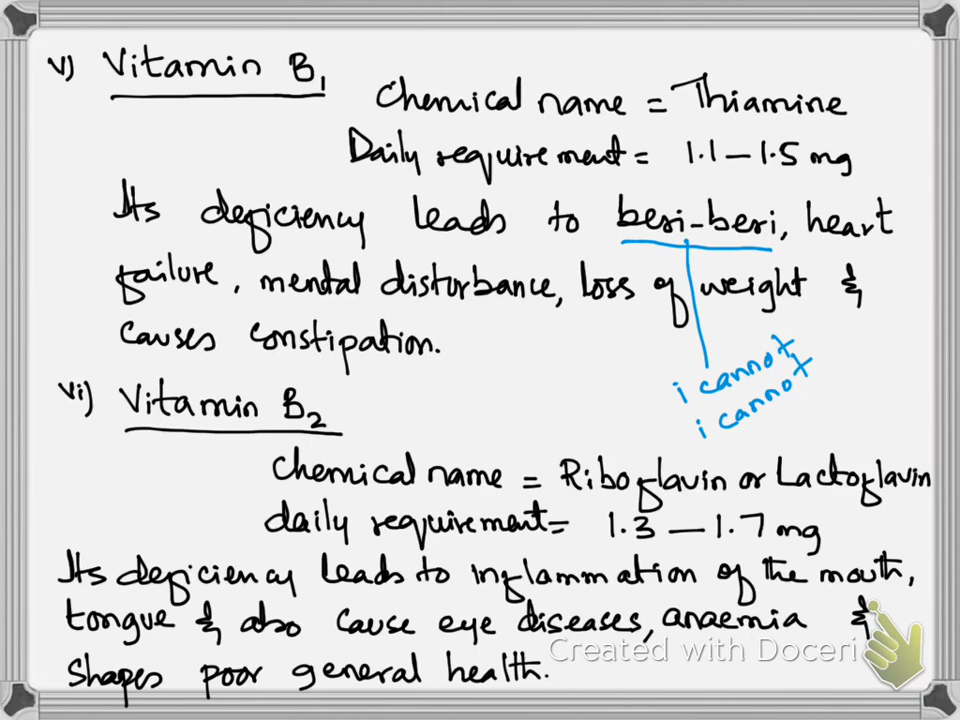 v) Vitamin B1
Chemical name = Thiamine
Daily requirement = 1.1 – 1.5 mg
Its deficiency leads to beri-beri, heart
failure, mental disturbance, loss of weight &
causes constipation.
i cannot,
i cannot
vi) Vitamin B2
Chemical name = Riboflavin or Lactoflavin
daily requirement = 1.3 – 1.7 mg
Its deficiency leads to inflammation of the mouth,
tongue & also cause eye diseases, anaemia &
shapes poor general health.
Created with Doceri